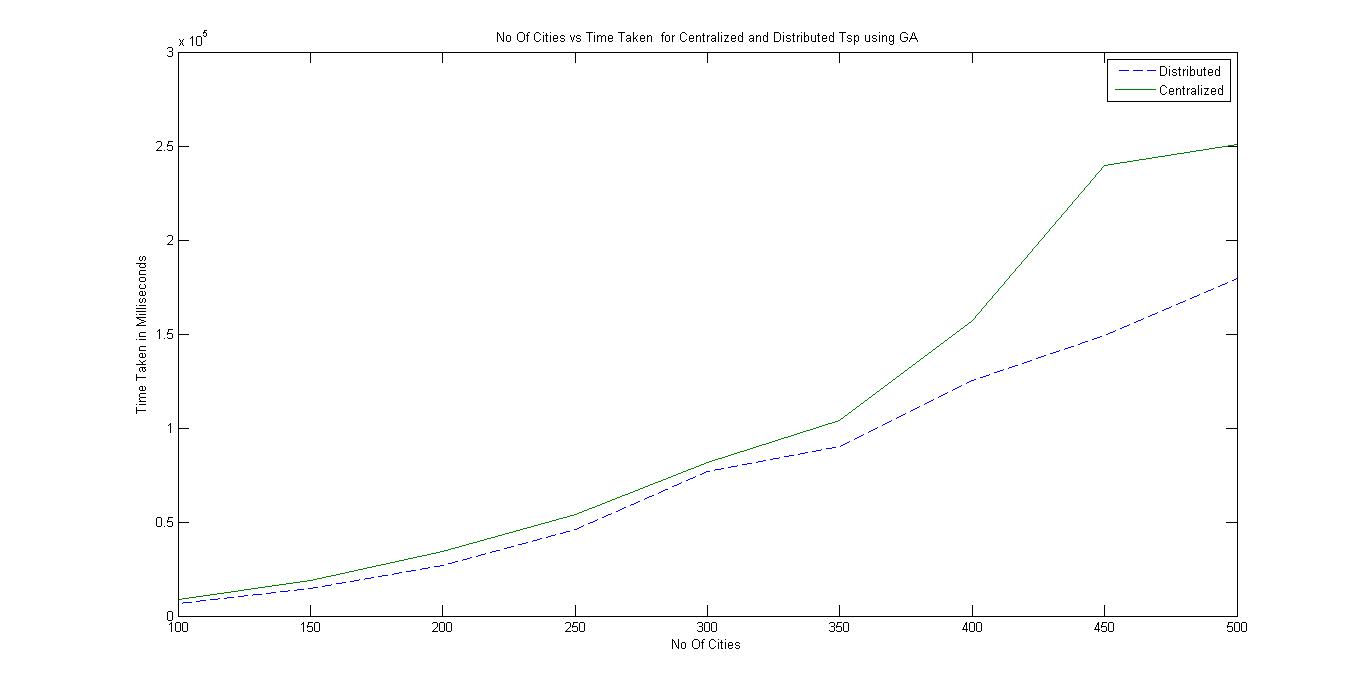 No Of Cities vs Time Taken  for Centralized and Distributed Tsp using GA
x 10^5
3
2.5
2
1.5
1
0.5
0
Time Taken in Milliseconds
Distributed
Centralized
100 150 200 250 300 350 400 450 500
No Of Cities